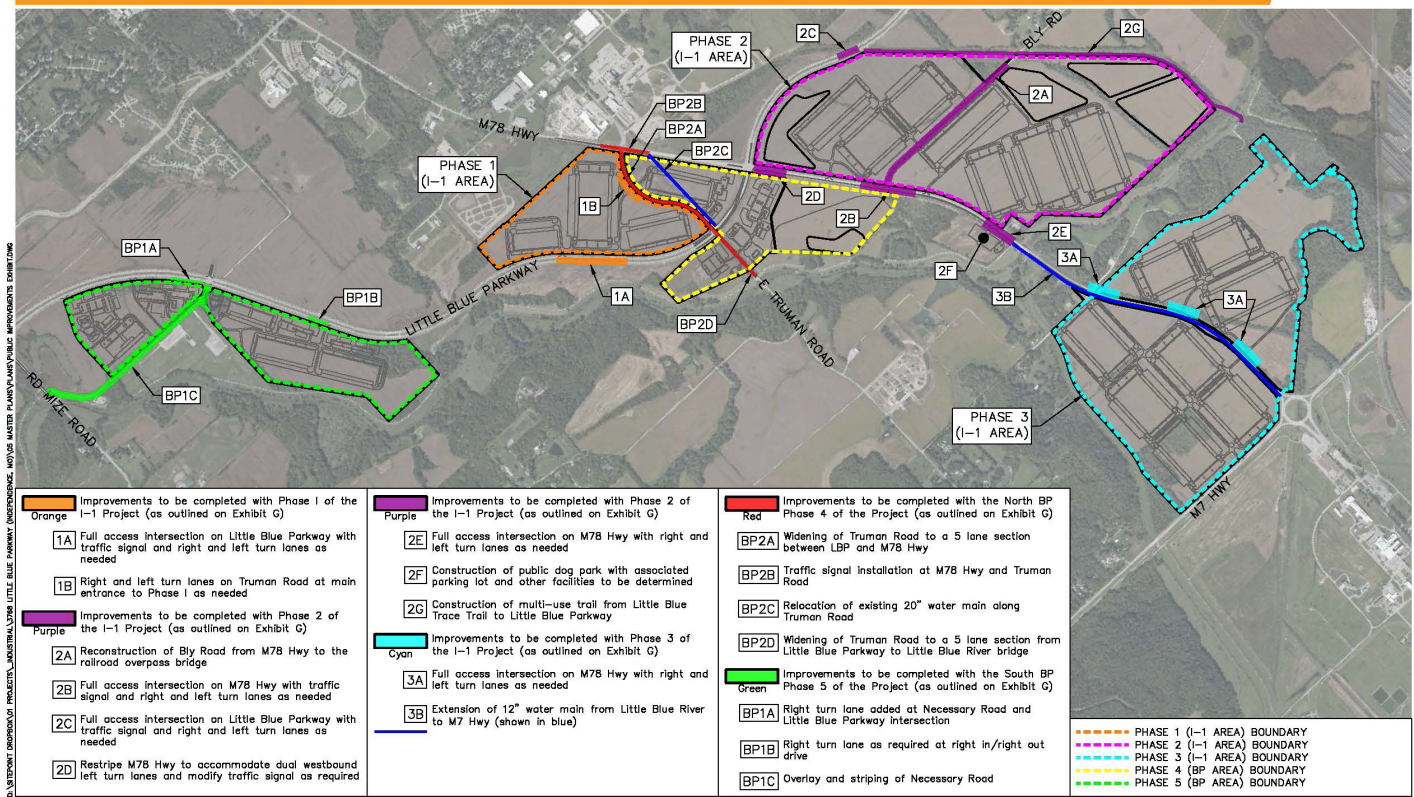 2C
BLY RD
2G
PHASE 2
(I-1 AREA)
2A
BP2B
M78 HWY
BP2A
BP2C
PHASE 1
(I-1 AREA)
1B
2D
2B
2E
BP1A
2F
3A
BP1B
LITTLE BLUE PARKWAY
1A
3B
3A
E TRUMAN ROAD
BP2D
RD MIZE ROAD
BP1C
PHASE 3
(I-1 AREA)
M7 HWY
Orange
Improvements to be completed with Phase I of the
I-1 Project (as outlined on Exhibit G)
1A Full access intersection on Little Blue Parkway with
traffic signal and right and left turn lanes as
needed
1B Right and left turn lanes on Truman Road at main
entrance to Phase I as needed
Purple
Improvements to be completed with Phase 2 of
the I-1 Project (as outlined on Exhibit G)
2A Reconstruction of Bly Road from M78 Hwy to the
railroad overpass bridge
2B Full access intersection on M78 Hwy with traffic
signal and right and left turn lanes as needed
2C Full access intersection on Little Blue Parkway with
traffic signal and right and left turn lanes as
needed
2D Restripe M78 Hwy to accommodate dual westbound
left turn lanes and modify traffic signal as required
Purple
Improvements to be completed with Phase 2 of
the I-1 Project (as outlined on Exhibit G)
2E Full access intersection on M78 Hwy with right and
left turn lanes as needed
2F Construction of public dog park with associated
parking lot and other facilities to be determined
2G Construction of multi-use trail from Little Blue
Trace Trail to Little Blue Parkway
Cyan
Improvements to be completed with Phase 3 of
the I-1 Project (as outlined on Exhibit G)
3A Full access intersection on M78 Hwy with right and
left turn lanes as needed
3B Extension of 12" water main from Little Blue River
to M7 Hwy (shown in blue)
Red
Improvements to be completed with the North BP
Phase 4 of the Project (as outlined on Exhibit G)
BP2A Widening of Truman Road to a 5 lane section
between LBP and M78 Hwy
BP2B Traffic signal installation at M78 Hwy and Truman
Road
BP2C Relocation of existing 20" water main along
Truman Road
BP2D Widening of Truman Road to a 5 lane section from
Little Blue Parkway to Little Blue River bridge
Green
Improvements to be completed with the South BP
Phase 5 of the Project (as outlined on Exhibit G)
BP1A Right turn lane added at Necessary Road and
Little Blue Parkway intersection
BP1B Right turn lane as required at right in/right out
drive
BP1C Overlay and striping of Necessary Road
PHASE 1 (I-1 AREA) BOUNDARY
PHASE 2 (I-1 AREA) BOUNDARY
PHASE 3 (I-1 AREA) BOUNDARY
PHASE 4 (BP AREA) BOUNDARY
PHASE 5 (BP AREA) BOUNDARY
D:\SITEPOINT DROPBOX\01 PROJECTS\_INDUSTRIAL\3768 LITTLE BLUE PARKWAY (INDEPENDENCE, MO)\05 MASTER PLANS\PLANS\PUBLIC IMPROVEMENTS EXHIBIT.DWG